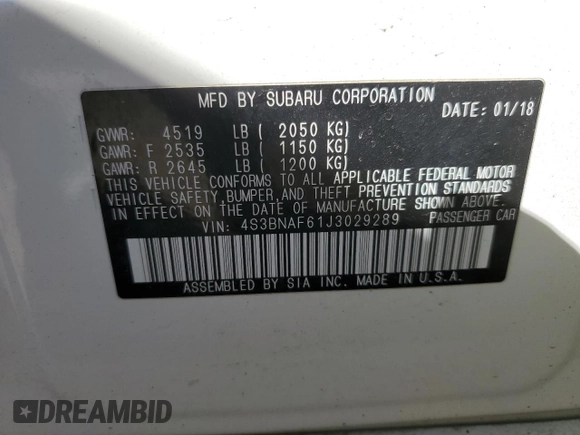 MFD BY SUBARU CORPORATION
DATE: 01/18
GVWR: 4519 LB ( 2050 KG)
GAWR: F 2535 LB ( 1150 KG)
GAWR: R 2645 LB ( 1200 KG)
THIS VEHICLE CONFORMS TO ALL APPLICABLE FEDERAL MOTOR
VEHICLE SAFETY, BUMPER, AND THEFT PREVENTION STANDARDS
IN EFFECT ON THE DATE OF MANUFACTURE SHOWN ABOVE.
VIN: 4S3BNAF61J3029289 PASSENGER CAR
ASSEMBLED BY SIA INC. MADE IN U.S.A.
DREAMBID